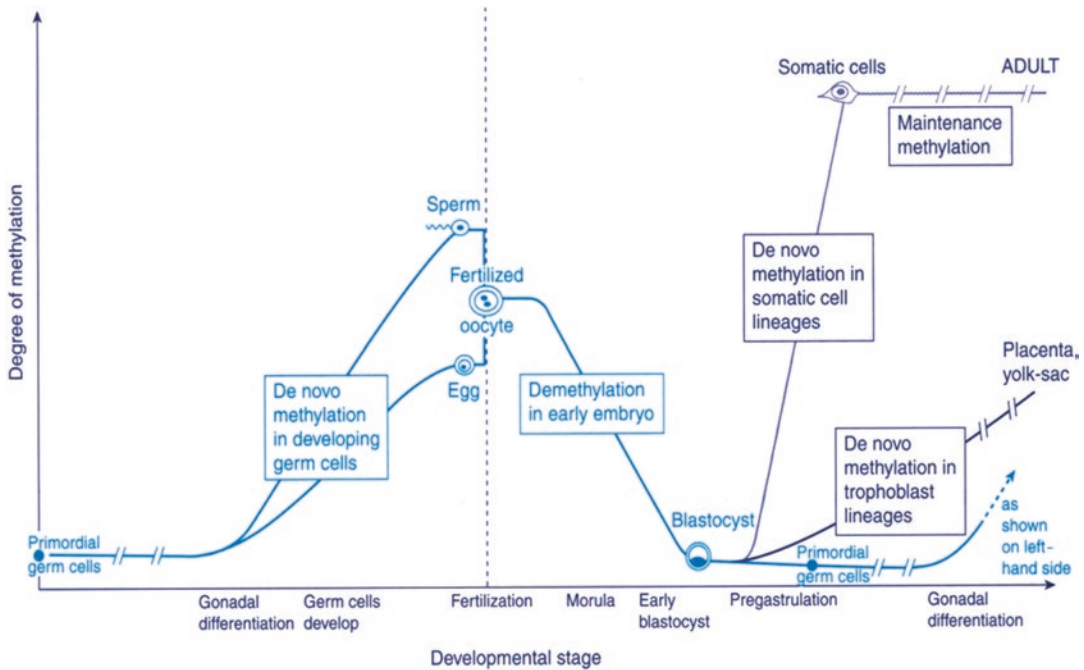 Degree of methylation
Somatic cells
ADULT
Maintenance
methylation
Sperm
Fertilized
oocyte
Egg
De novo
methylation
in developing
germ cells
Demethylation
in early embryo
De novo
methylation in
somatic cell
lineages
Placenta,
yolk-sac
De novo
methylation in
trophoblast
lineages
Primordial
germ cells
Blastocyst
Primordial
germ cells
as
shown
on left-
hand side
Gonadal
differentiation
Germ cells
develop
Fertilization
Morula
Early
blastocyst
Pregastrulation
Gonadal
differentiation
Developmental stage